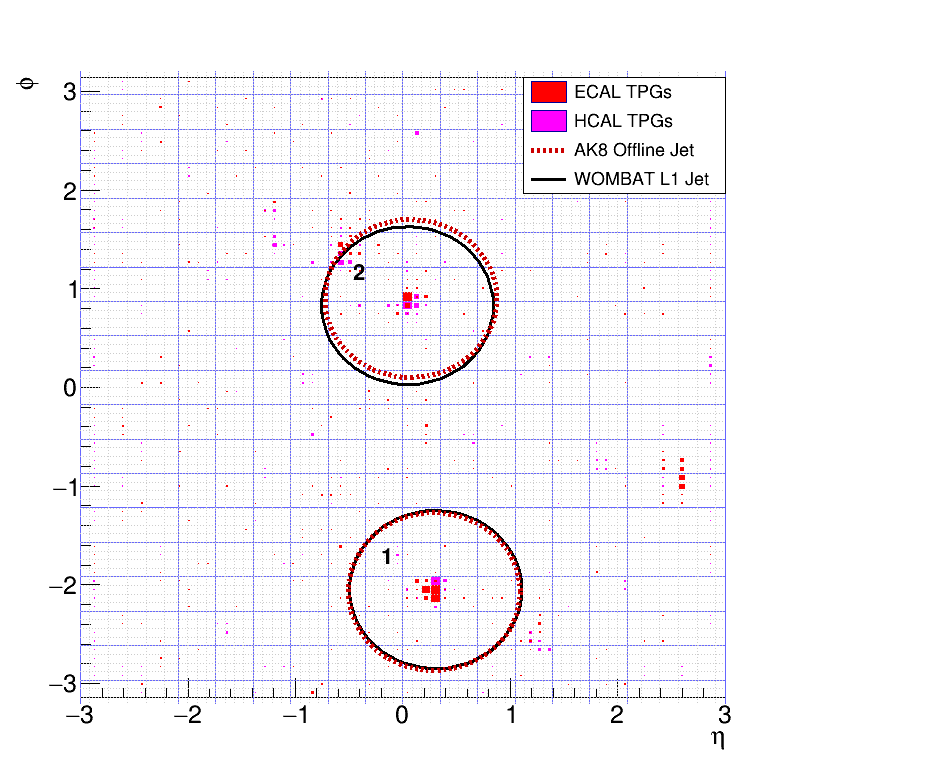 φ
3
ECAL TPGs
HCAL TPGs
AK8 Offline Jet
WOMBAT L1 Jet
2
2
1
0
−1
1
−2
−3
−3 −2 −1 0 1 2 3
η